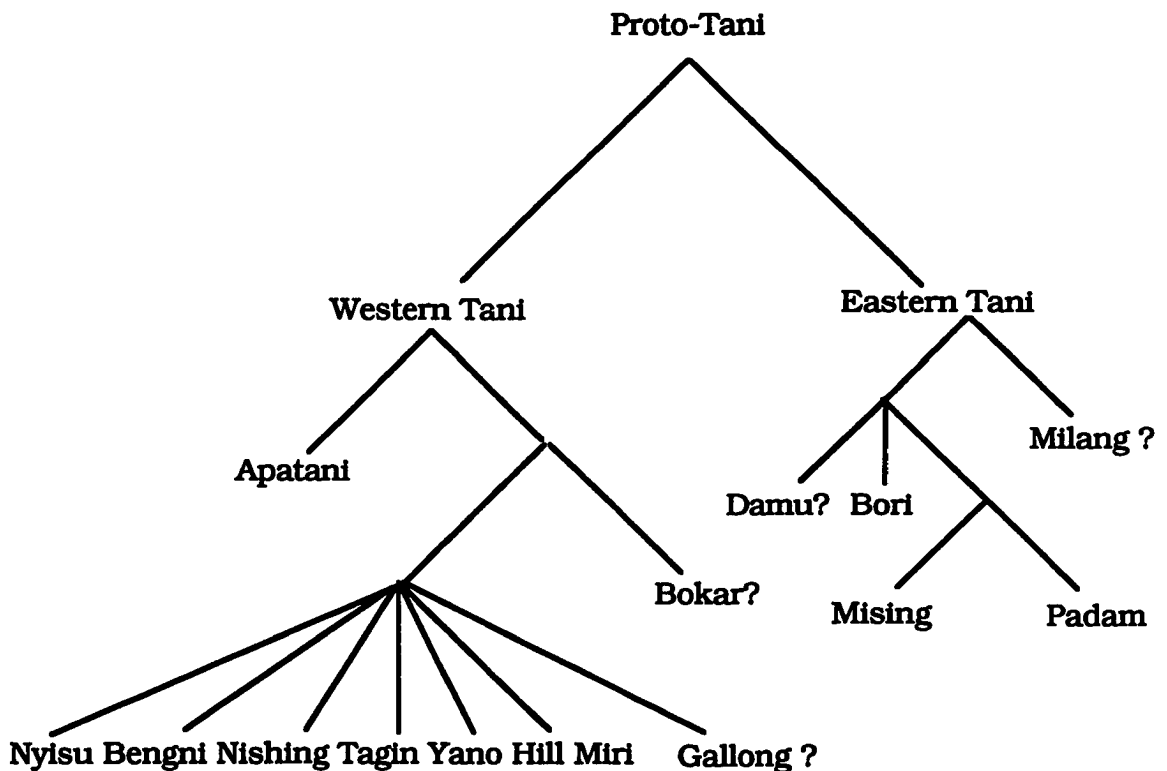 Proto-Tani
Western Tani
Eastern Tani
Apatani
Milang ?
Damu? Bori
Bokar?
Mising
Padam
Nyisu Bengni Nishing Tagin Yano Hill Miri Gallong ?